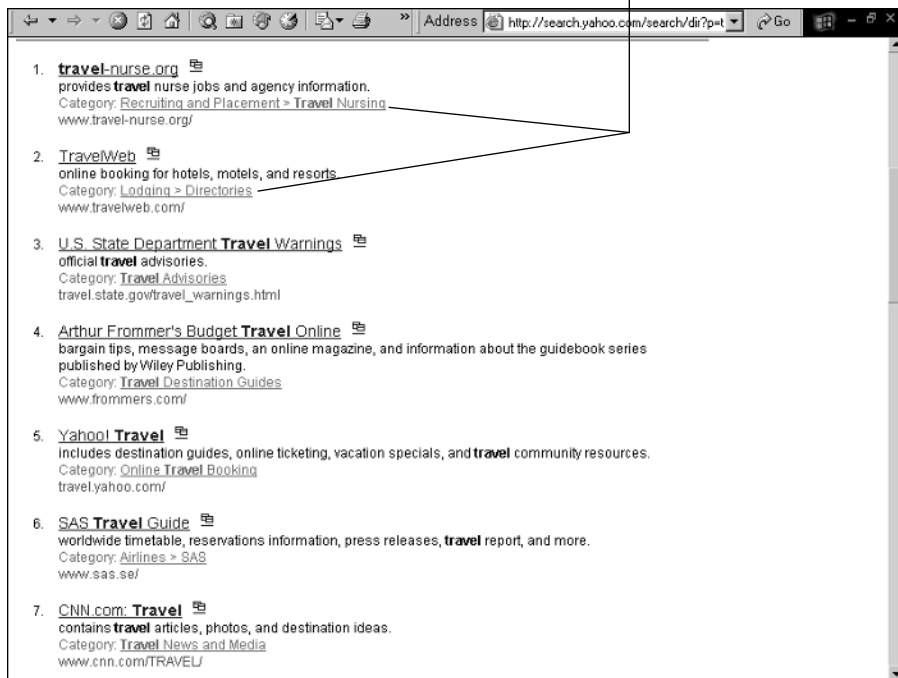 » Address http://search.yahoo.com/search/dir?p=t Go
1. travel-nurse.org
provides travel nurse jobs and agency information.
Category: Recruiting and Placement > Travel Nursing
www.travel-nurse.org/
2. TravelWeb
online booking for hotels, motels, and resorts.
Category: Lodging > Directories
www.travelweb.com/
3. U.S. State Department Travel Warnings
official travel advisories.
Category: Travel Advisories
travel.state.gov/travel_warnings.html
4. Arthur Frommer's Budget Travel Online
bargain tips, message boards, an online magazine, and information about the guidebook series
published by Wiley Publishing.
Category: Travel Destination Guides
www.frommers.com/
5. Yahoo! Travel
includes destination guides, online ticketing, vacation specials, and travel community resources.
Category: Online Travel Booking
travel.yahoo.com/
6. SAS Travel Guide
worldwide timetable, reservations information, press releases, travel report, and more.
Category: Airlines > SAS
www.sas.se/
7. CNN.com: Travel
contains travel articles, photos, and destination ideas.
Category: Travel News and Media
www.cnn.com/TRAVEL/